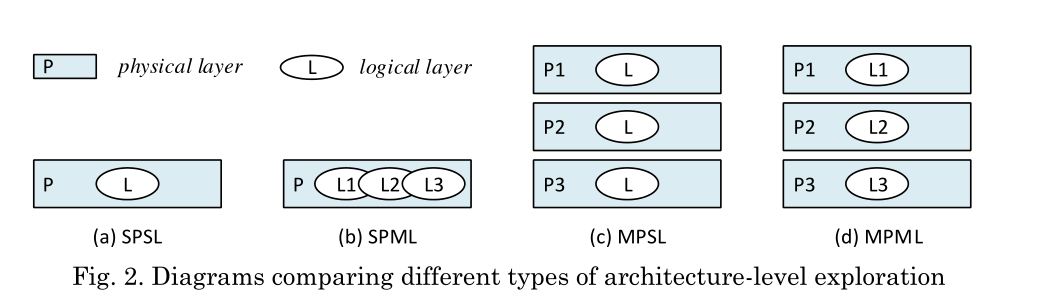 P physical layer L logical layer
P1 L
P2 L
P3 L
P1 L1
P2 L2
P3 L3
P L
P L1 L2 L3
(a) SPSL (b) SPML (c) MPSL (d) MPML
Fig. 2. Diagrams comparing different types of architecture-level exploration